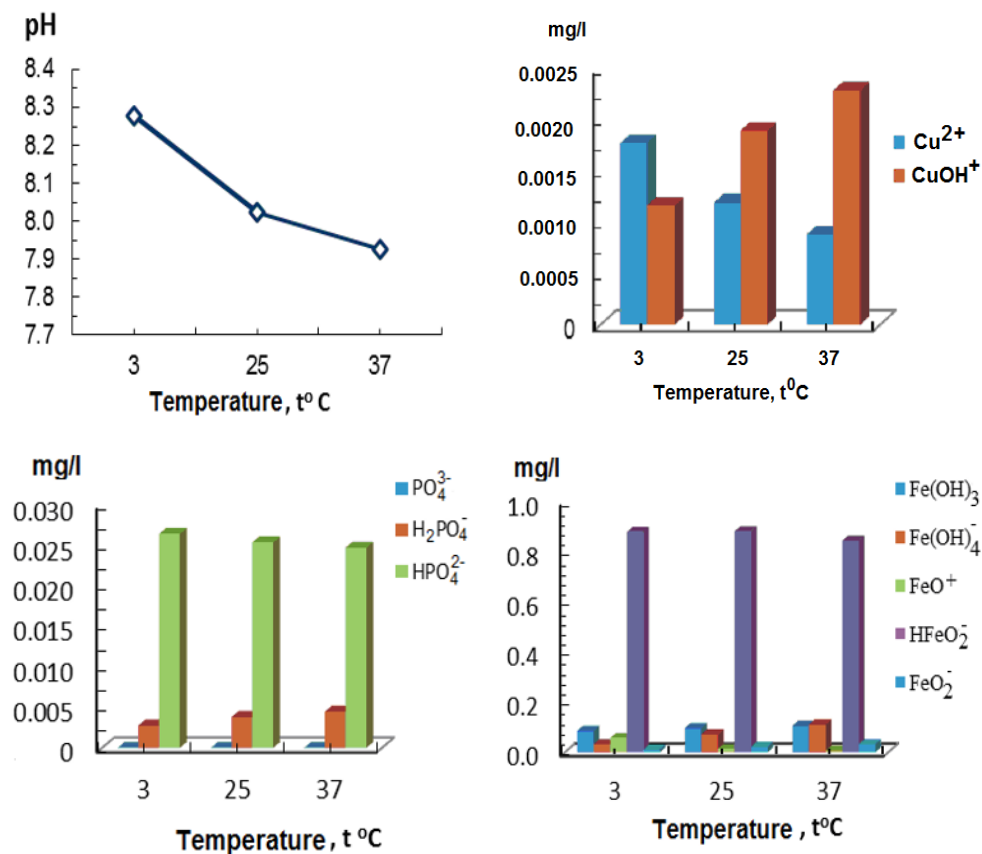 pH
8.4
8.3
8.2
8.1
8.0
7.9
7.8
7.7
3 25 37
Temperature, t° C
mg/l
0.0025
0.0020
0.0015
0.0010
0.0005
0
3 25 37
Temperature, t⁰C
Cu²⁺
CuOH⁺
mg/l
0.030
0.025
0.020
0.015
0.010
0.005
0
3 25 37
Temperature, t °C
PO₄³⁻
H₂PO₄⁻
HPO₄²⁻
mg/l
1.0
0.8
0.6
0.4
0.2
0.0
3 25 37
Temperature , t°C
Fe(OH)₃
Fe(OH)₄⁻
FeO⁺
HFeO₂⁻
FeO₂⁻